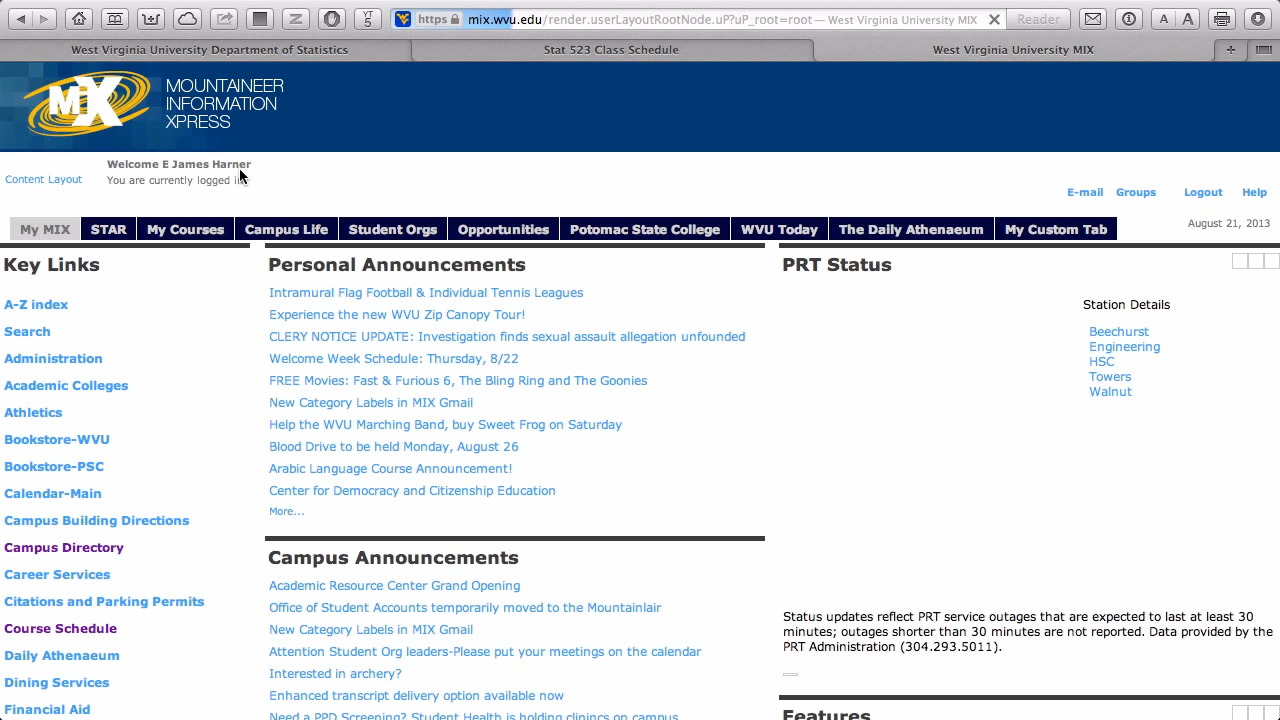 YT
5
https mix.wvu.edu/render.userLayoutRootNode.uP?uP_root=root — West Virginia University MIX
Reader
A A
West Virginia University Department of Statistics
Stat 523 Class Schedule
West Virginia University MIX
MIX
MOUNTAINEER
INFORMATION
XPRESS
Welcome E James Harner
Content Layout
You are currently logged
E-mail Groups Logout Help
My MIX STAR My Courses Campus Life Student Orgs Opportunities Potomac State College WVU Today The Daily Athenaeum My Custom Tab
August 21, 2013
Key Links
A-Z index
Search
Administration
Academic Colleges
Athletics
Bookstore-WVU
Bookstore-PSC
Calendar-Main
Campus Building Directions
Campus Directory
Career Services
Citations and Parking Permits
Course Schedule
Daily Athenaeum
Dining Services
Financial Aid
Personal Announcements
Intramural Flag Football & Individual Tennis Leagues
Experience the new WVU Zip Canopy Tour!
CLERY NOTICE UPDATE: Investigation finds sexual assault allegation unfounded
Welcome Week Schedule: Thursday, 8/22
FREE Movies: Fast & Furious 6, The Bling Ring and The Goonies
New Category Labels in MIX Gmail
Help the WVU Marching Band, buy Sweet Frog on Saturday
Blood Drive to be held Monday, August 26
Arabic Language Course Announcement!
Center for Democracy and Citizenship Education
More...
Campus Announcements
Academic Resource Center Grand Opening
Office of Student Accounts temporarily moved to the Mountainlair
New Category Labels in MIX Gmail
Attention Student Org leaders-Please put your meetings on the calendar
Interested in archery?
Enhanced transcript delivery option available now
Need a PPD Screening? Student Health is holding clinics on campus
PRT Status
Station Details
Beechurst
Engineering
HSC
Towers
Walnut
Status updates reflect PRT service outages that are expected to last at least 30
minutes; outages shorter than 30 minutes are not reported. Data provided by the
PRT Administration (304.293.5011).
Features